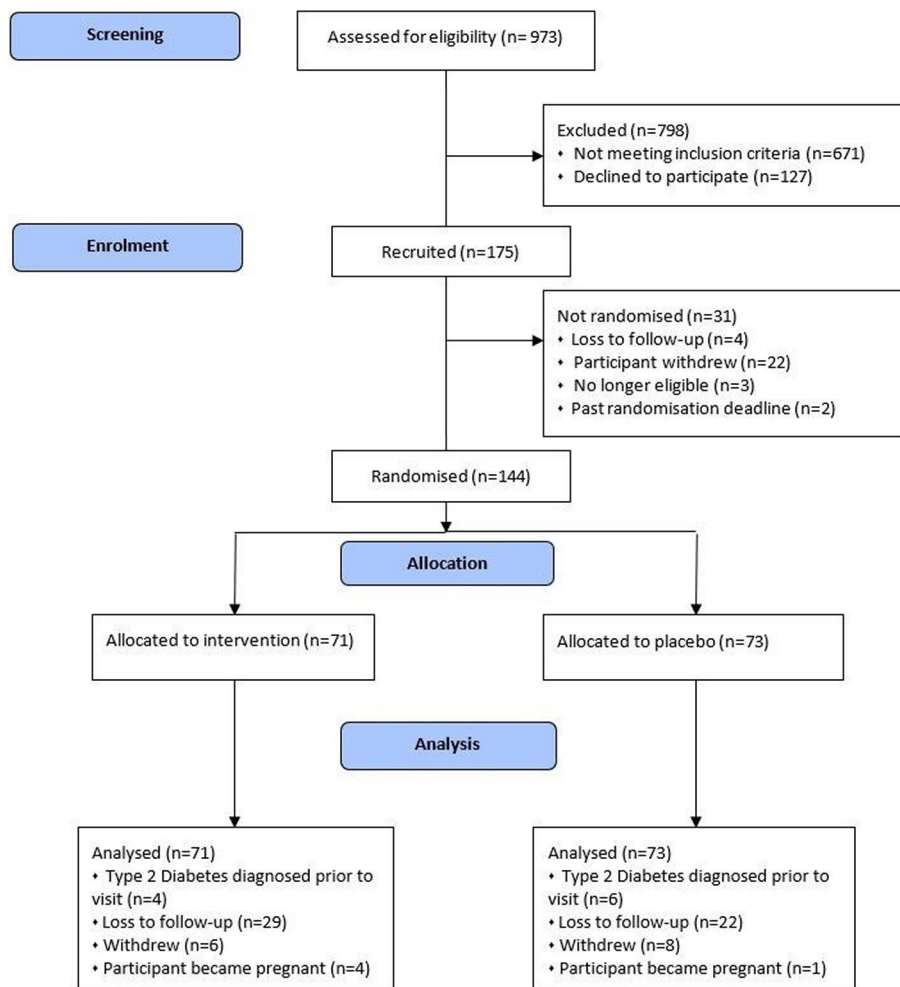 Screening
Assessed for eligibility (n= 973)
Excluded (n=798)
⬧ Not meeting inclusion criteria (n=671)
⬧ Declined to participate (n=127)
Enrolment
Recruited (n=175)
Not randomised (n=31)
⬧ Loss to follow-up (n=4)
⬧ Participant withdrew (n=22)
⬧ No longer eligible (n=3)
⬧ Past randomisation deadline (n=2)
Randomised (n=144)
Allocation
Allocated to intervention (n=71)
Allocated to placebo (n=73)
Analysis
Analysed (n=71)
⬧ Type 2 Diabetes diagnosed prior to
visit (n=4)
⬧ Loss to follow-up (n=29)
⬧ Withdrew (n=6)
⬧ Participant became pregnant (n=4)
Analysed (n=73)
⬧ Type 2 Diabetes diagnosed prior to
visit (n=6)
⬧ Loss to follow-up (n=22)
⬧ Withdrew (n=8)
⬧ Participant became pregnant (n=1)